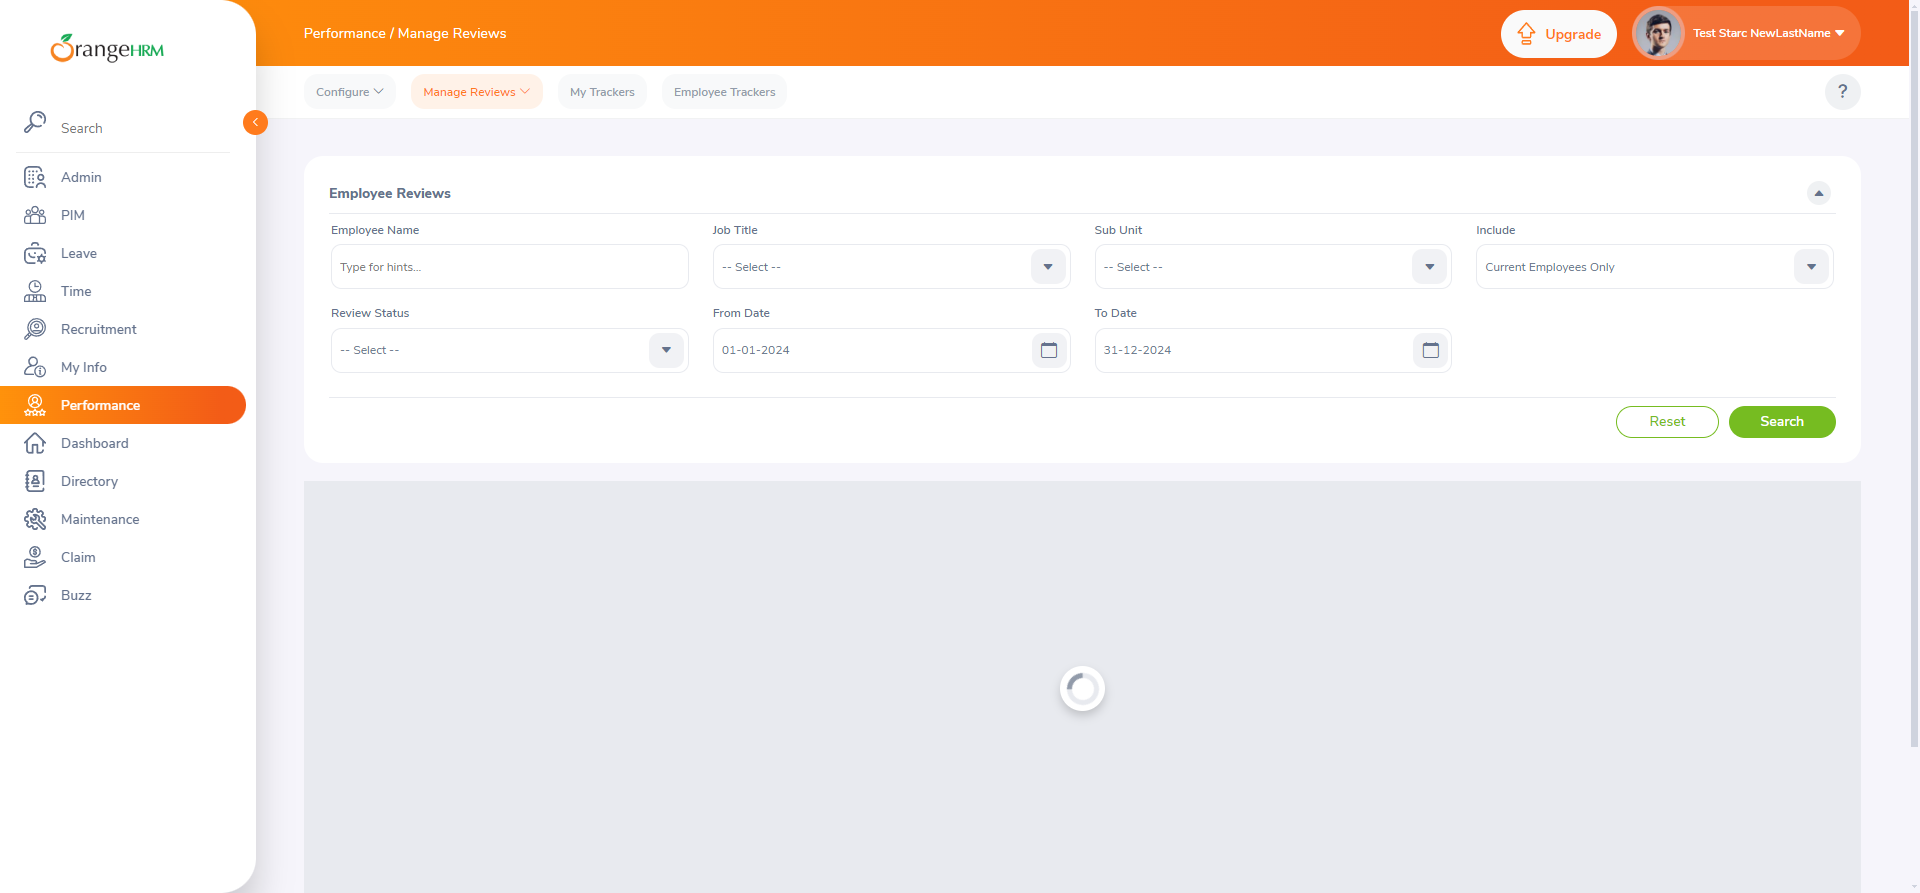 OrangeHRM
Performance / Manage Reviews
Upgrade
Test Starc NewLastName
Configure
Manage Reviews
My Trackers
Employee Trackers
?
Search
Admin
PIM
Leave
Time
Recruitment
My Info
Performance
Dashboard
Directory
Maintenance
Claim
Buzz
Employee Reviews
Employee Name
Job Title
Sub Unit
Include
Type for hints...
-- Select --
-- Select --
Current Employees Only
Review Status
From Date
To Date
-- Select --
01-01-2024
31-12-2024
Reset
Search